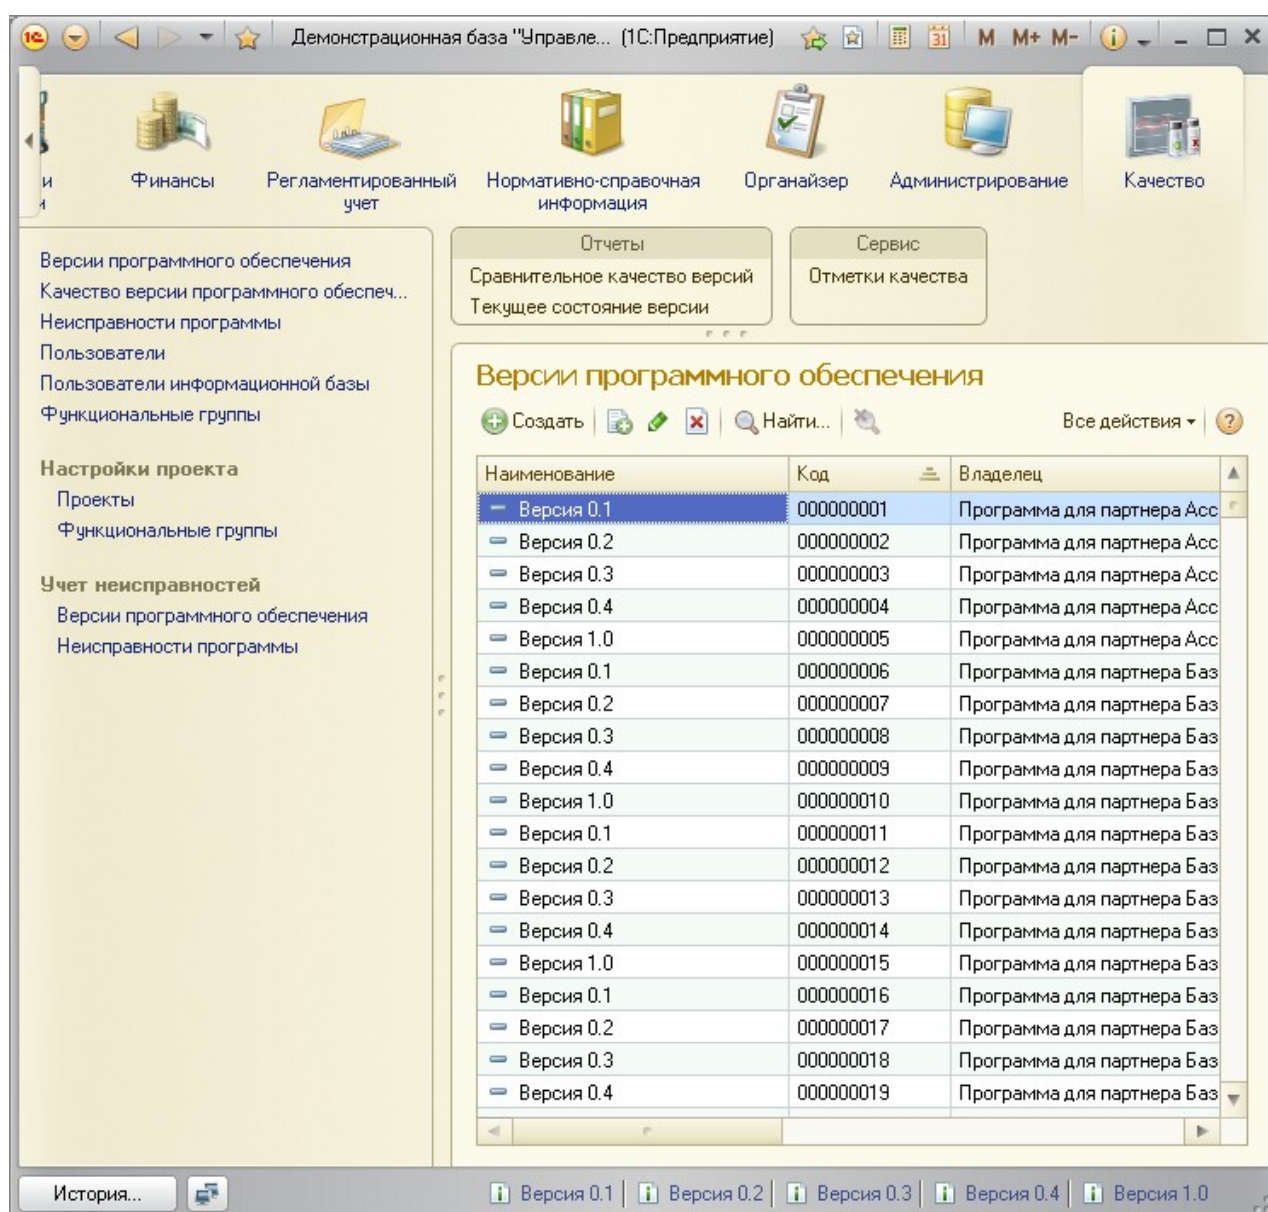 1С Демонстрационная база "Управле... (1С:Предприятие) 31 M M+ M-
и
Финансы
Регламентированный
учет
Нормативно-справочная
информация
Органайзер
Администрирование
Качество
Версии программного обеспечения
Качество версии программного обеспеч...
Неисправности программы
Пользователи
Пользователи информационной базы
Функциональные группы
Настройки проекта
Проекты
Функциональные группы
Учет неисправностей
Версии программного обеспечения
Неисправности программы
Отчеты
Сравнительное качество версий
Текущее состояние версии
Сервис
Отметки качества
Версии программного обеспечения
Создать Найти... Все действия ?
Наименование Код Владелец
Версия 0.1 000000001 Программа для партнера Асс
Версия 0.2 000000002 Программа для партнера Асс
Версия 0.3 000000003 Программа для партнера Асс
Версия 0.4 000000004 Программа для партнера Асс
Версия 1.0 000000005 Программа для партнера Асс
Версия 0.1 000000006 Программа для партнера Баз
Версия 0.2 000000007 Программа для партнера Баз
Версия 0.3 000000008 Программа для партнера Баз
Версия 0.4 000000009 Программа для партнера Баз
Версия 1.0 000000010 Программа для партнера Баз
Версия 0.1 000000011 Программа для партнера Баз
Версия 0.2 000000012 Программа для партнера Баз
Версия 0.3 000000013 Программа для партнера Баз
Версия 0.4 000000014 Программа для партнера Баз
Версия 1.0 000000015 Программа для партнера Баз
Версия 0.1 000000016 Программа для партнера Баз
Версия 0.2 000000017 Программа для партнера Баз
Версия 0.3 000000018 Программа для партнера Баз
Версия 0.4 000000019 Программа для партнера Баз
История... Версия 0.1 Версия 0.2 Версия 0.3 Версия 0.4 Версия 1.0